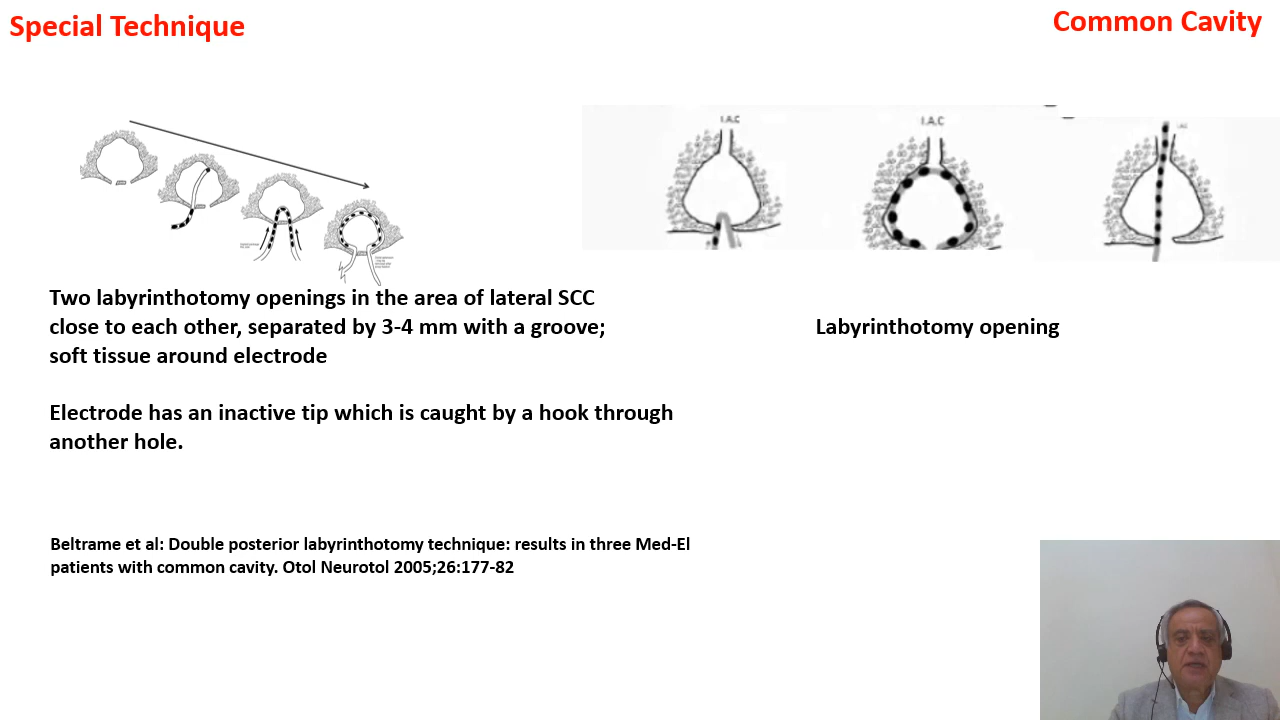 Special Technique
Common Cavity
I.A.C
I.A.C
Two labyrinthotomy openings in the area of lateral SCC
close to each other, separated by 3-4 mm with a groove;
soft tissue around electrode
Labyrinthotomy opening
Electrode has an inactive tip which is caught by a hook through
another hole.
Beltrame et al: Double posterior labyrinthotomy technique: results in three Med-El
patients with common cavity. Otol Neurotol 2005;26:177-82